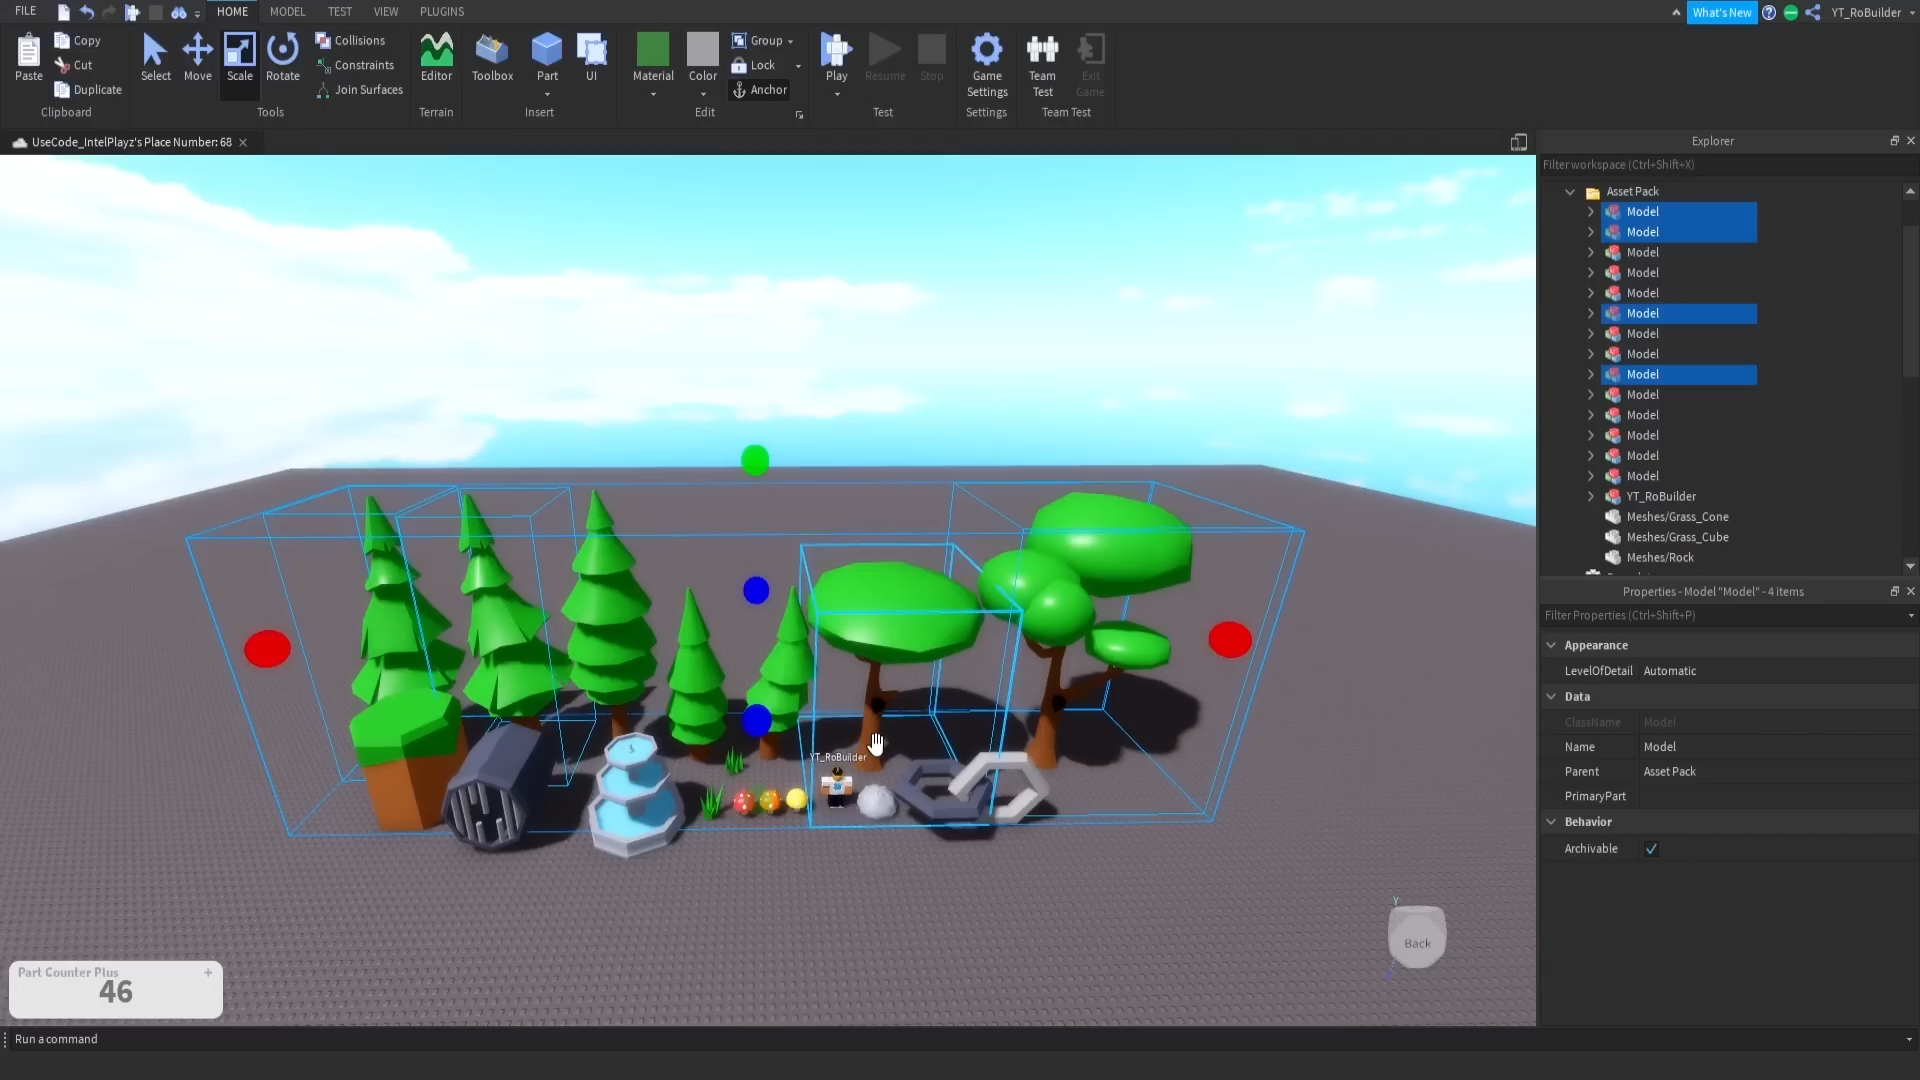 FILE HOME MODEL TEST VIEW PLUGINS What's New YT_RoBuilder
Paste Copy Cut Duplicate
Select Move Scale Rotate
Collisions
Constraints
Join Surfaces
Editor Toolbox Part UI
Material Color Group Lock Anchor
Play Resume Stop
Game Settings Team Test Exit Game
Clipboard Tools Terrain Insert Edit Test Settings Team Test
UseCode_IntelPlayz's Place Number: 68
Explorer
Filter workspace (Ctrl+Shift+X)
Asset Pack
Model
Model
Model
Model
Model
Model
Model
Model
Model
Model
Model
Model
Model
Model
YT_RoBuilder
Meshes/Grass_Cone
Meshes/Grass_Cube
Meshes/Rock
Properties - Model "Model" - 4 items
Filter Properties (Ctrl+Shift+P)
Appearance
LevelOfDetail Automatic
Data
ClassName Model
Name Model
Parent Asset Pack
PrimaryPart
Behavior
Archivable
YT_RoBuilder
Y
Back
Part Counter Plus +
46
Run a command